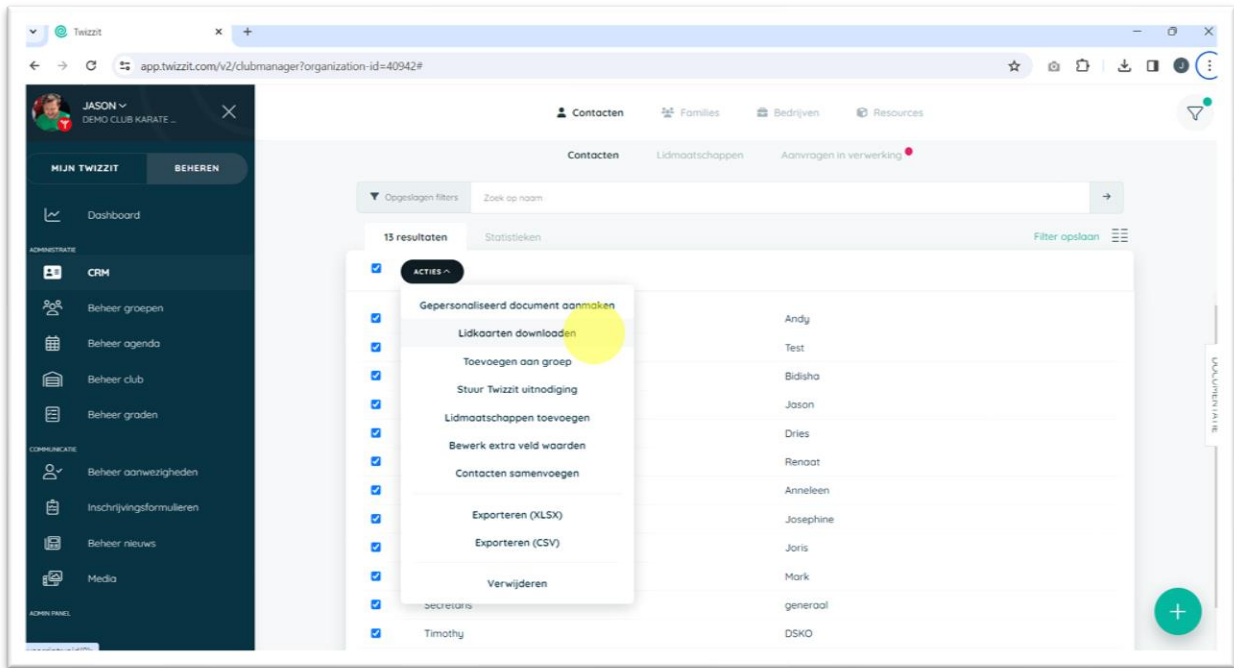 Twizzit
app.twizzit.com/v2/clubmanager?organization-id=40942#
J
JASON
DEMO CLUB KARATE ...
Contacten Families Bedrijven Resources
MIJN TWIZZIT BEHEREN
Contacten Lidmaatschappen Aanvragen in verwerking
Opgeslagen filters Zoek op naam
Dashboard
13 resultaten Statistieken Filter opslaan
ADMINISTRATIE
CRM
ACTIES
Gepersonaliseerd document aanmaken
Beheer groepen
Andy
Lidkaarten downloaden
Beheer agenda
Test
Toevoegen aan groep
Bidisha
Beheer club
Stuur Twizzit uitnodiging
Jason
Beheer graden
Lidmaatschappen toevoegen
Dries
Bewerk extra veld waarden
COMMUNICATIE
Renaat
Beheer aanwezigheden
Contacten samenvoegen
Anneleen
Inschrijvingsformulieren
Exporteren (XLSX)
Josephine
Beheer nieuws
Exporteren (CSV)
Joris
Media
Verwijderen
Mark
Secretaris generaal
ADMIN PANEL
Timothy DSKO
DOCUMENTATIE